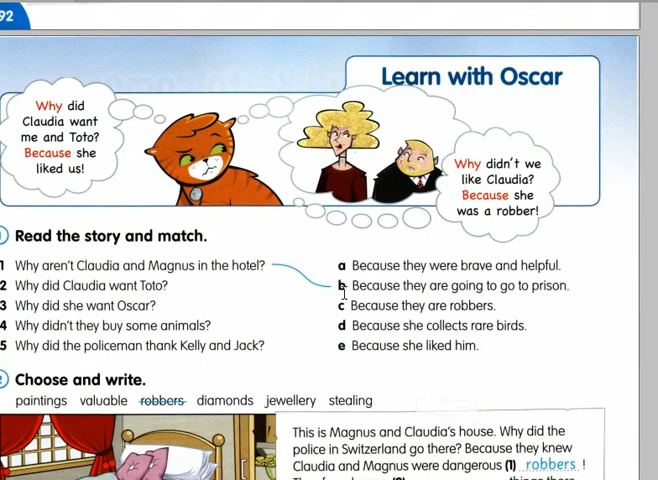 92
Learn with Oscar
Why did
Claudia want
me and Toto?
Because she
liked us!
Why didn't we
like Claudia?
Because she
was a robber!
Read the story and match.
1 Why aren't Claudia and Magnus in the hotel?
2 Why did Claudia want Toto?
3 Why did she want Oscar?
4 Why didn't they buy some animals?
5 Why did the policeman thank Kelly and Jack?
a Because they were brave and helpful.
b Because they are going to go to prison.
c Because they are robbers.
d Because she collects rare birds.
e Because she liked him.
Choose and write.
paintings valuable robbers diamonds jewellery stealing
This is Magnus and Claudia's house. Why did the
police in Switzerland go there? Because they knew
Claudia and Magnus were dangerous (1) robbers !